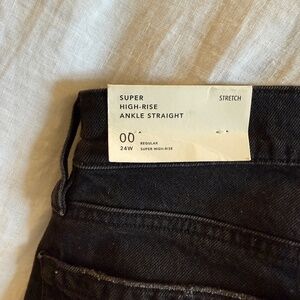 SUPER
HIGH-RISE
ANKLE STRAIGHT
STRETCH
00
24W
REGULAR
SUPER HIGH-RISE